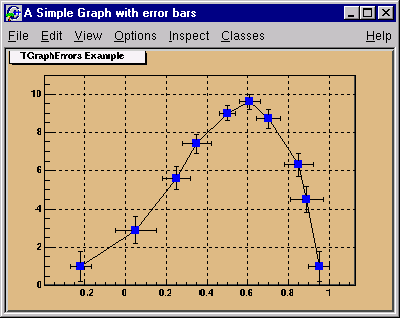 A Simple Graph with error bars
File Edit View Options Inspect Classes Help
TGraphErrors Example
10
8
6
4
2
0
0.2 0 0.2 0.4 0.6 0.8 1